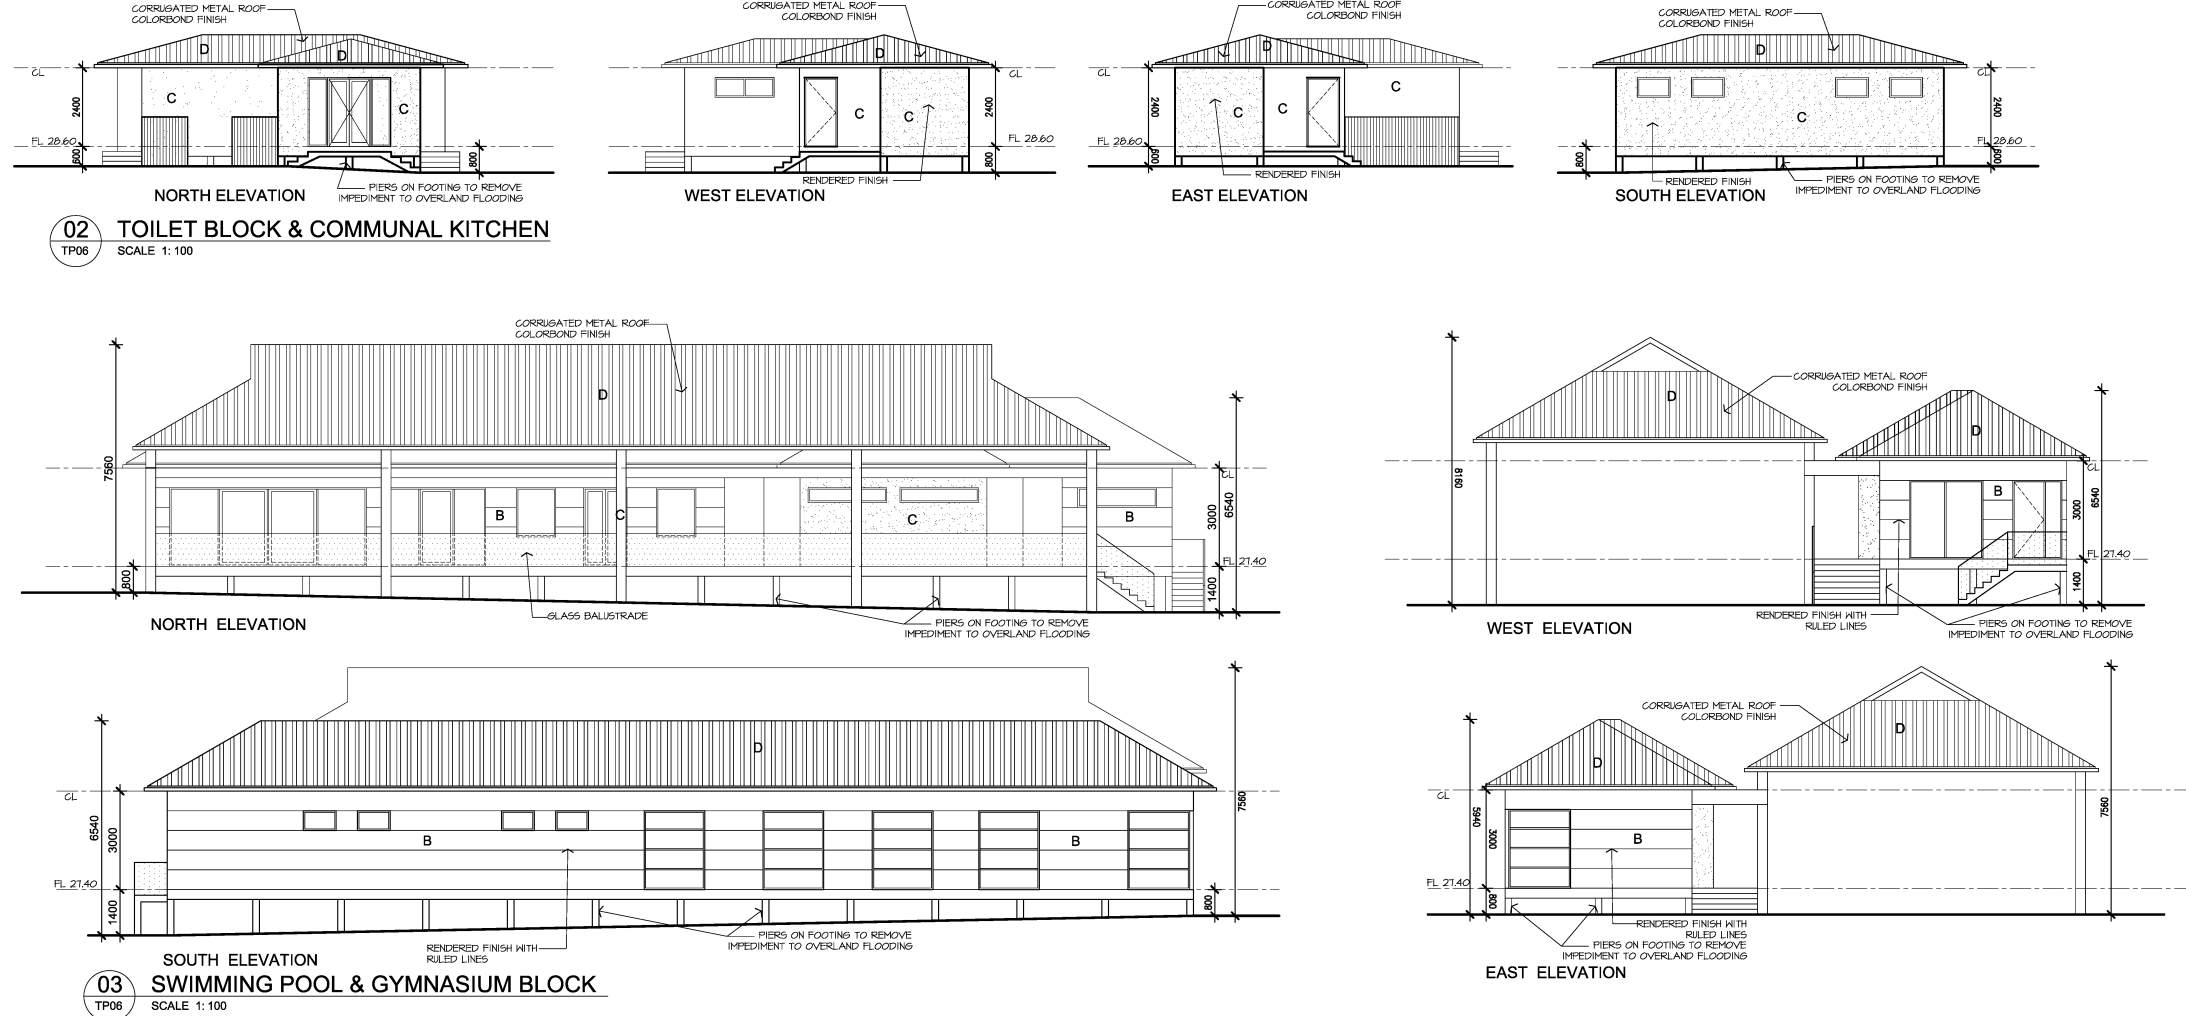 CORRUGATED METAL ROOF
COLORBOND FINISH
D
D
CL
2400
C
C
FL 28.60
600
800
PIERS ON FOOTING TO REMOVE
IMPEDIMENT TO OVERLAND FLOODING
NORTH ELEVATION
CORRUGATED METAL ROOF
COLORBOND FINISH
D
CL
2400
C
C
FL 28.60
800
RENDERED FINISH
WEST ELEVATION
CORRUGATED METAL ROOF
COLORBOND FINISH
D
CL
2400
C
C
C
FL 28.60
600
RENDERED FINISH
EAST ELEVATION
CORRUGATED METAL ROOF
COLORBOND FINISH
D
CL
2400
C
FL 28.60
800
600
RENDERED FINISH
PIERS ON FOOTING TO REMOVE
IMPEDIMENT TO OVERLAND FLOODING
SOUTH ELEVATION
02
TP06
TOILET BLOCK & COMMUNAL KITCHEN
SCALE 1: 100
CORRUGATED METAL ROOF
COLORBOND FINISH
D
7560
CL
6540
3000
B
C
C
B
FL 27.40
800
1400
GLASS BALUSTRADE
PIERS ON FOOTING TO REMOVE
IMPEDIMENT TO OVERLAND FLOODING
NORTH ELEVATION
CORRUGATED METAL ROOF
COLORBOND FINISH
D
D
8160
CL
B
6540
3000
FL 27.40
1400
RENDERED FINISH WITH
RULED LINES
PIERS ON FOOTING TO REMOVE
IMPEDIMENT TO OVERLAND FLOODING
WEST ELEVATION
D
CL
7560
6540
3000
B
B
FL 27.40
1400
800
RENDERED FINISH WITH
RULED LINES
PIERS ON FOOTING TO REMOVE
IMPEDIMENT TO OVERLAND FLOODING
SOUTH ELEVATION
CORRUGATED METAL ROOF
COLORBOND FINISH
D
D
CL
5940
3000
7560
B
FL 27.40
800
RENDERED FINISH WITH
RULED LINES
PIERS ON FOOTING TO REMOVE
IMPEDIMENT TO OVERLAND FLOODING
EAST ELEVATION
03
TP06
SWIMMING POOL & GYMNASIUM BLOCK
SCALE 1: 100